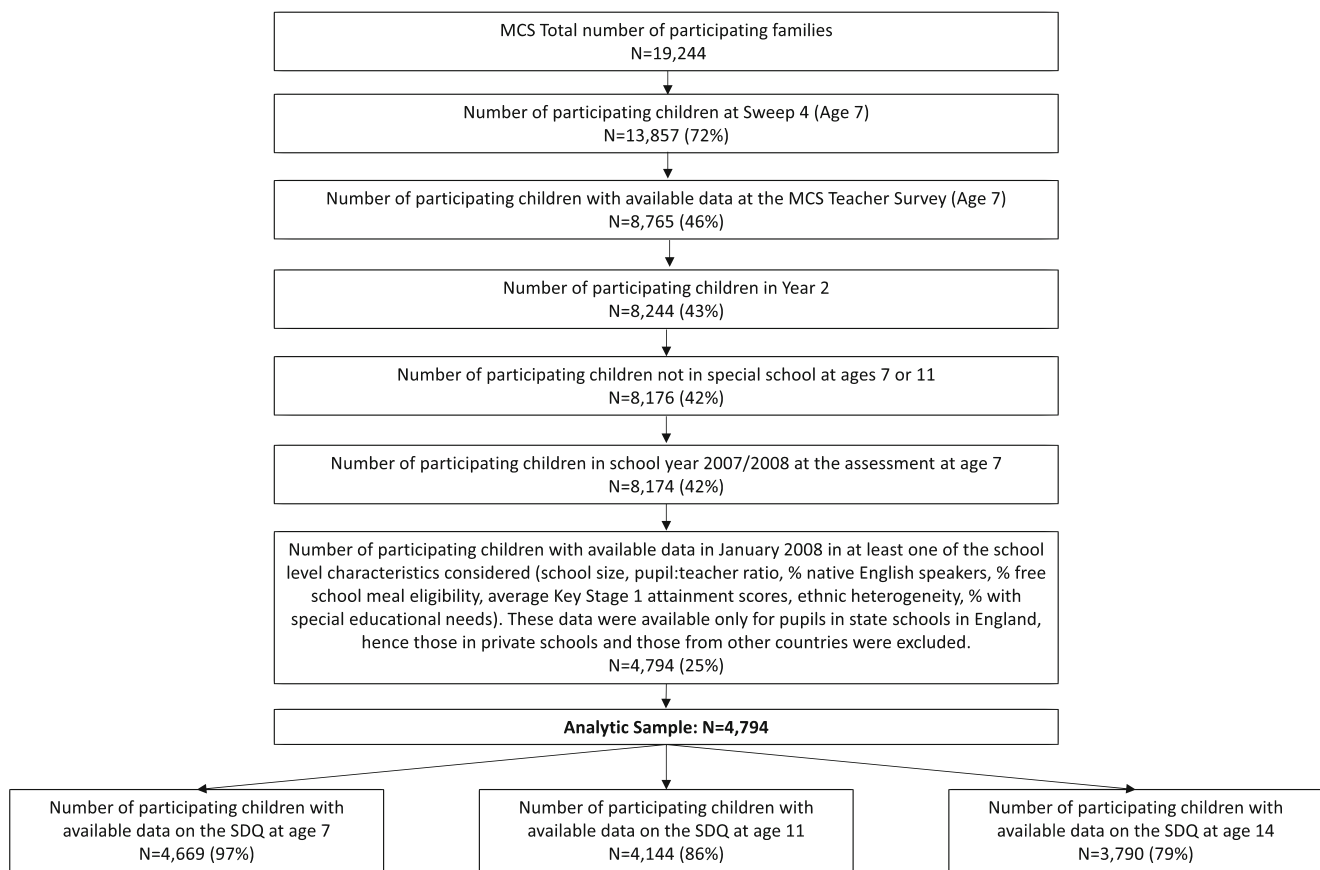 MCS Total number of participating families
N=19,244
Number of participating children at Sweep 4 (Age 7)
N=13,857 (72%)
Number of participating children with available data at the MCS Teacher Survey (Age 7)
N=8,765 (46%)
Number of participating children in Year 2
N=8,244 (43%)
Number of participating children not in special school at ages 7 or 11
N=8,176 (42%)
Number of participating children in school year 2007/2008 at the assessment at age 7
N=8,174 (42%)
Number of participating children with available data in January 2008 in at least one of the school
level characteristics considered (school size, pupil:teacher ratio, % native English speakers, % free
school meal eligibility, average Key Stage 1 attainment scores, ethnic heterogeneity, % with
special educational needs). These data were available only for pupils in state schools in England,
hence those in private schools and those from other countries were excluded.
N=4,794 (25%)
Analytic Sample: N=4,794
Number of participating children with
available data on the SDQ at age 7
N=4,669 (97%)
Number of participating children with
available data on the SDQ at age 11
N=4,144 (86%)
Number of participating children with
available data on the SDQ at age 14
N=3,790 (79%)